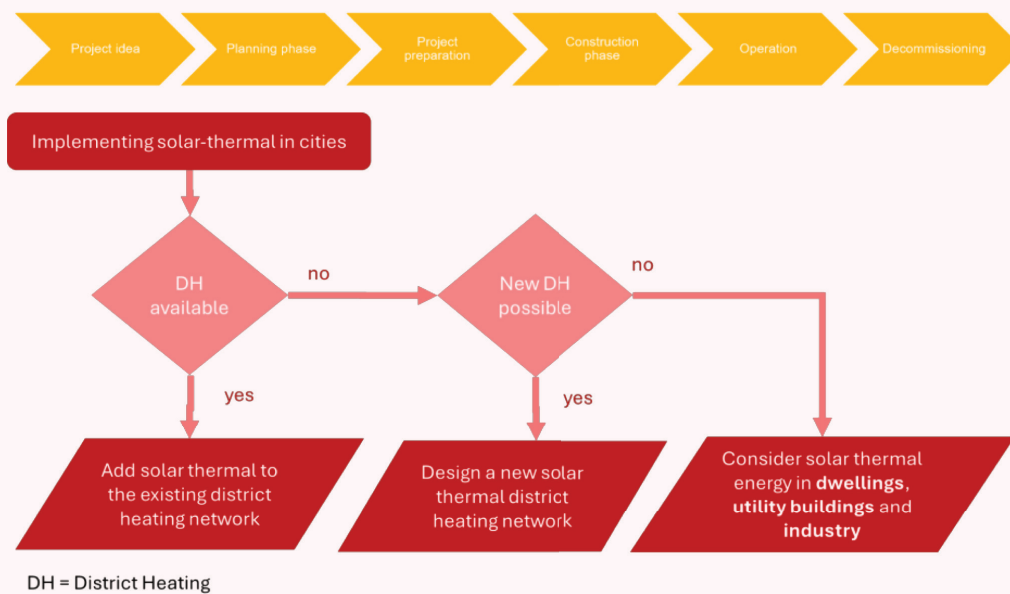 Project idea
Planning phase
Project
preparation
Construction
phase
Operation
Decommissioning
Implementing solar-thermal in cities
DH
available
no
New DH
possible
no
yes
yes
Add solar thermal to
the existing district
heating network
Design a new solar
thermal district
heating network
Consider solar thermal
energy in dwellings,
utility buildings and
industry
DH = District Heating